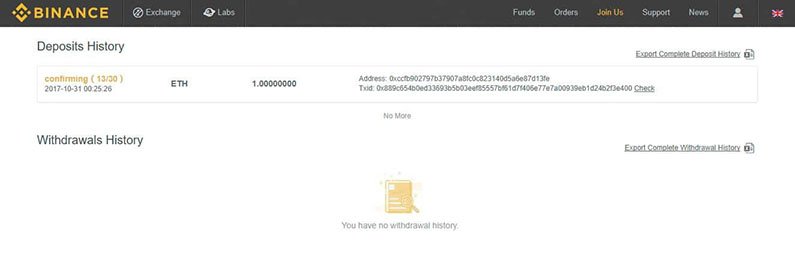 BINANCE Exchange Labs Funds Orders Join Us Support News
Deposits History
Export Complete Deposit History
confirming ( 13/30 ) ETH 1.00000000 Address: 0xccfb902797b37907a8fc0c823140d5a6e87d13fe
2017-10-31 00:25:26 Txid: 0x889c654b0ed33693b5b03eef85557bf61d7f406e77e7a00939eb1d24b2f3e400 Check
No More
Withdrawals History
Export Complete Withdrawal History
You have no withdrawal history.